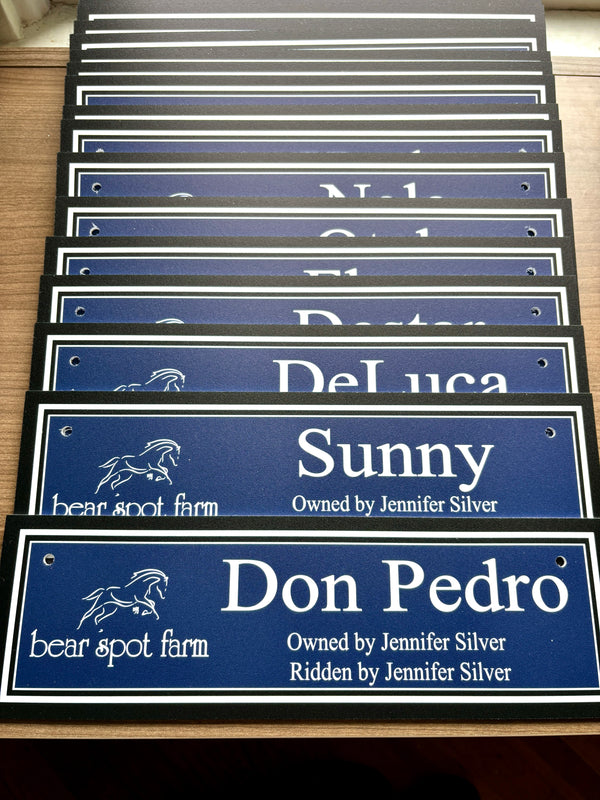 DeLuca
Sunny
Owned by Jennifer Silver
bear spot farm
Don Pedro
Owned by Jennifer Silver
Ridden by Jennifer Silver
bear spot farm